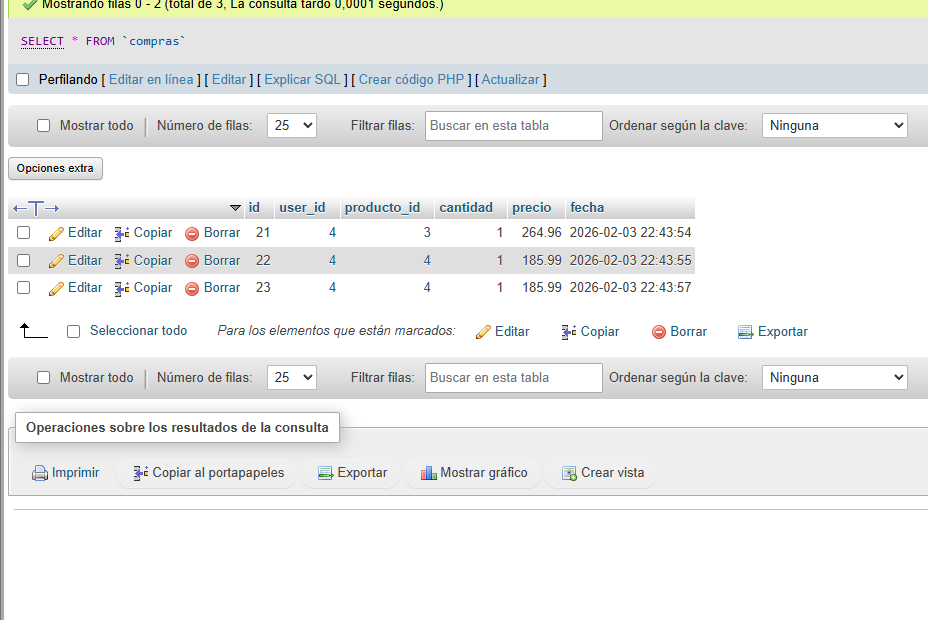 Mostrando filas 0 - 2 (total de 3, La consulta tardó 0,0001 segundos.)
SELECT * FROM `compras`
Perfilando [ Editar en línea ] [ Editar ] [ Explicar SQL ] [ Crear código PHP ] [ Actualizar ]
Mostrar todo Número de filas: 25 Filtrar filas: Buscar en esta tabla Ordenar según la clave: Ninguna
Opciones extra
←T→ id user_id producto_id cantidad precio fecha
Editar Copiar Borrar 21 4 3 1 264.96 2026-02-03 22:43:54
Editar Copiar Borrar 22 4 4 1 185.99 2026-02-03 22:43:55
Editar Copiar Borrar 23 4 4 1 185.99 2026-02-03 22:43:57
Seleccionar todo Para los elementos que están marcados: Editar Copiar Borrar Exportar
Mostrar todo Número de filas: 25 Filtrar filas: Buscar en esta tabla Ordenar según la clave: Ninguna
Operaciones sobre los resultados de la consulta
Imprimir Copiar al portapapeles Exportar Mostrar gráfico Crear vista